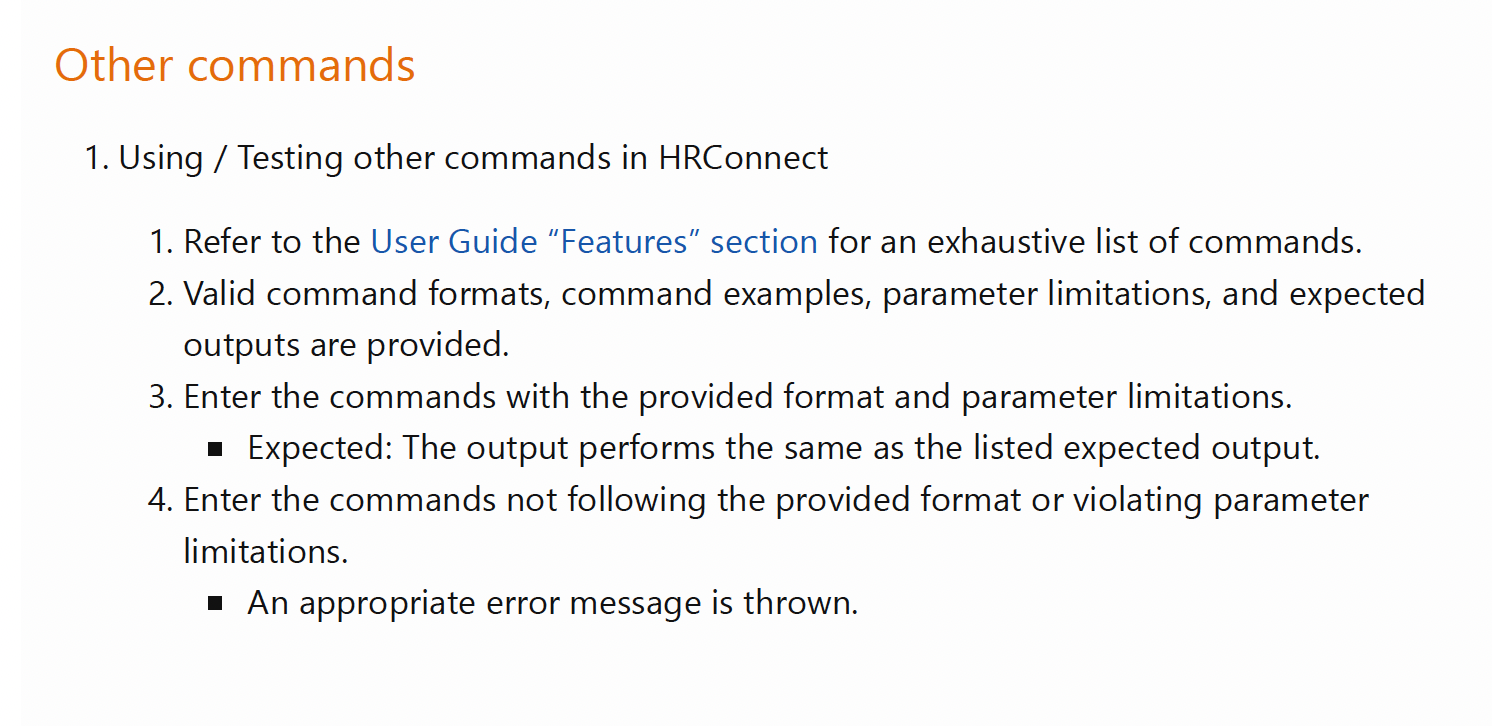 Other commands
1. Using / Testing other commands in HRConnect
1. Refer to the User Guide “Features” section for an exhaustive list of commands.
2. Valid command formats, command examples, parameter limitations, and expected
outputs are provided.
3. Enter the commands with the provided format and parameter limitations.
■ Expected: The output performs the same as the listed expected output.
4. Enter the commands not following the provided format or violating parameter
limitations.
■ An appropriate error message is thrown.